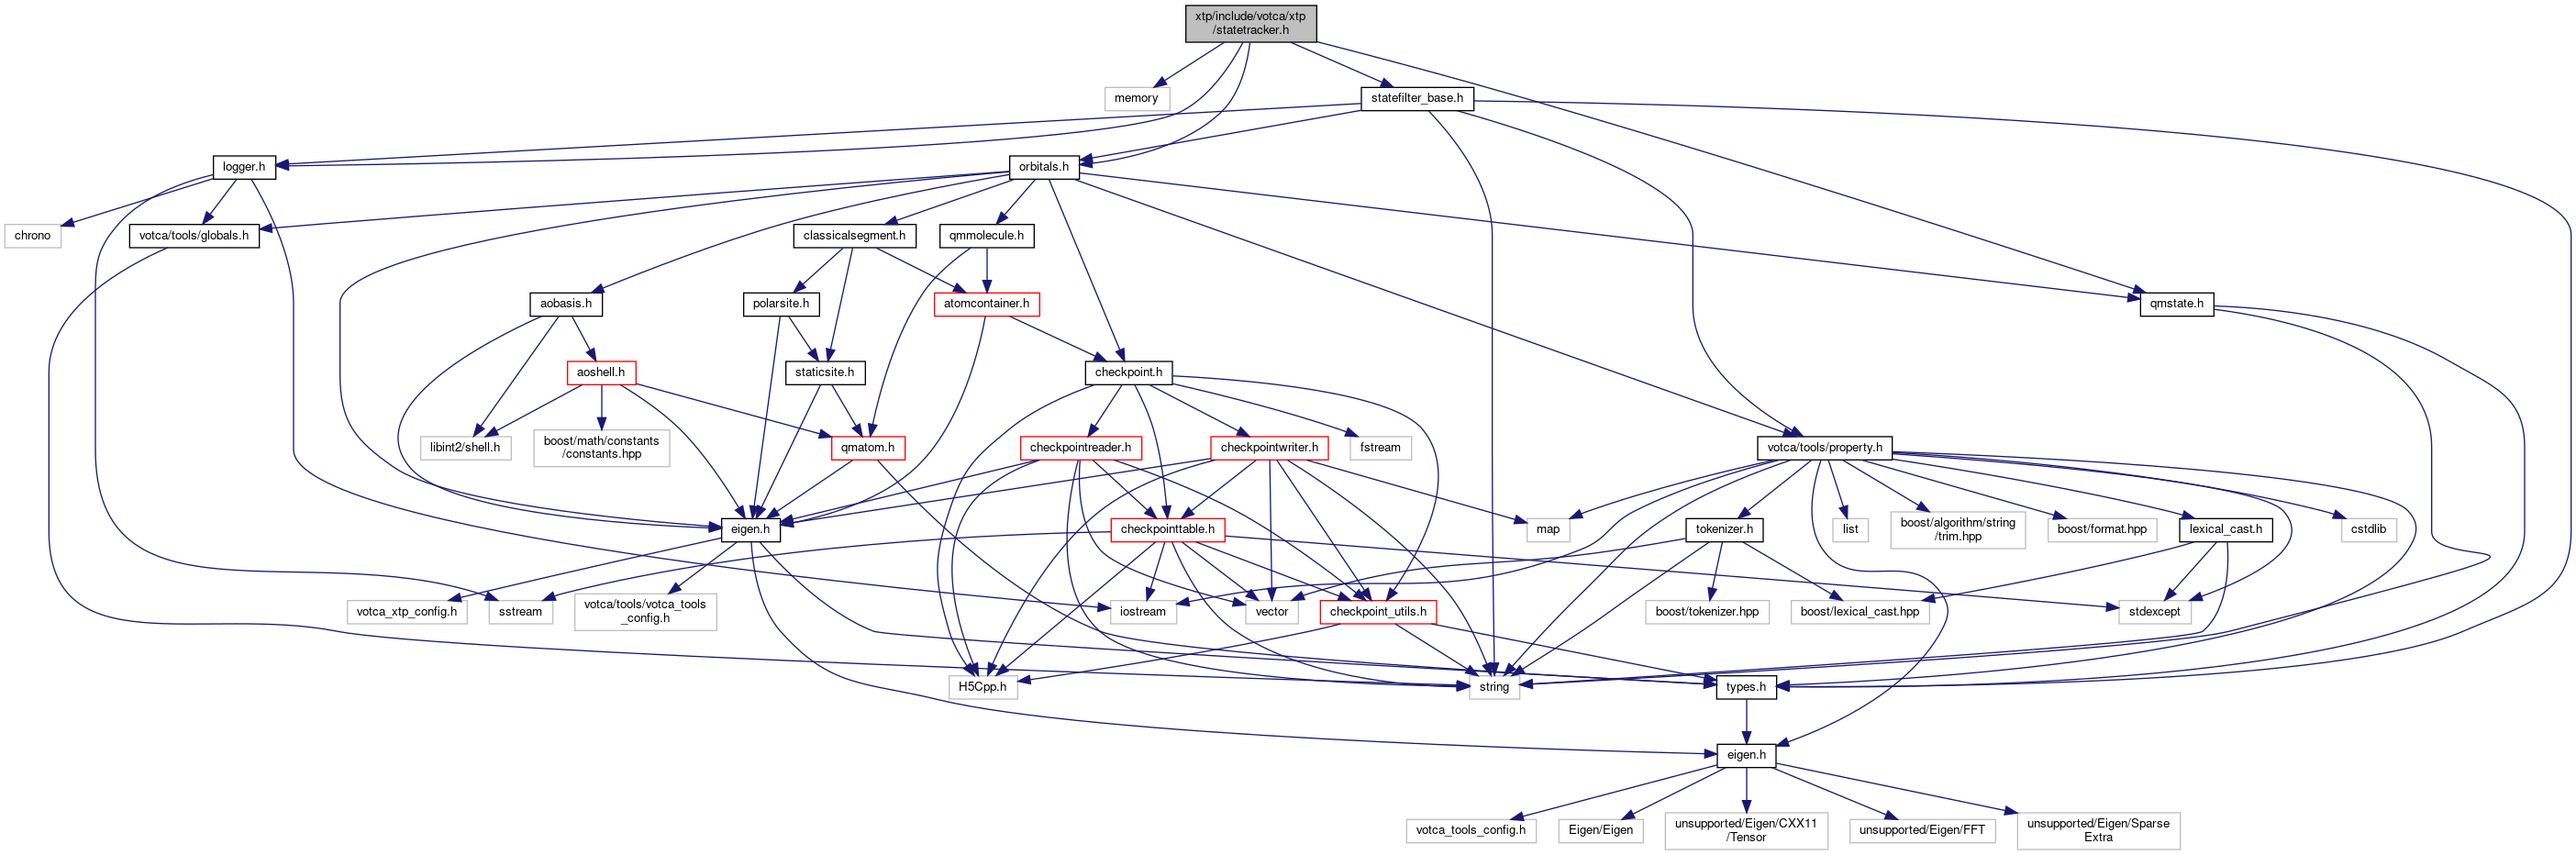 xtp/include/votca/xtp
/statetracker.h
memory
statefilter_base.h
logger.h
orbitals.h
chrono
votca/tools/globals.h
classicalsegment.h
qmmolecule.h
aobasis.h
polarsite.h
atomcontainer.h
qmstate.h
aoshell.h
staticsite.h
checkpoint.h
libint2/shell.h
boost/math/constants
/constants.hpp
qmatom.h
checkpointreader.h
checkpointwriter.h
fstream
votca/tools/property.h
eigen.h
checkpointtable.h
map
tokenizer.h
list
boost/algorithm/string
/trim.hpp
boost/format.hpp
lexical_cast.h
cstdlib
votca_xtp_config.h
sstream
votca/tools/votca_tools
_config.h
iostream
vector
checkpoint_utils.h
boost/tokenizer.hpp
boost/lexical_cast.hpp
stdexcept
H5Cpp.h
string
types.h
eigen.h
votca_tools_config.h
Eigen/Eigen
unsupported/Eigen/CXX11
/Tensor
unsupported/Eigen/FFT
unsupported/Eigen/Sparse
Extra